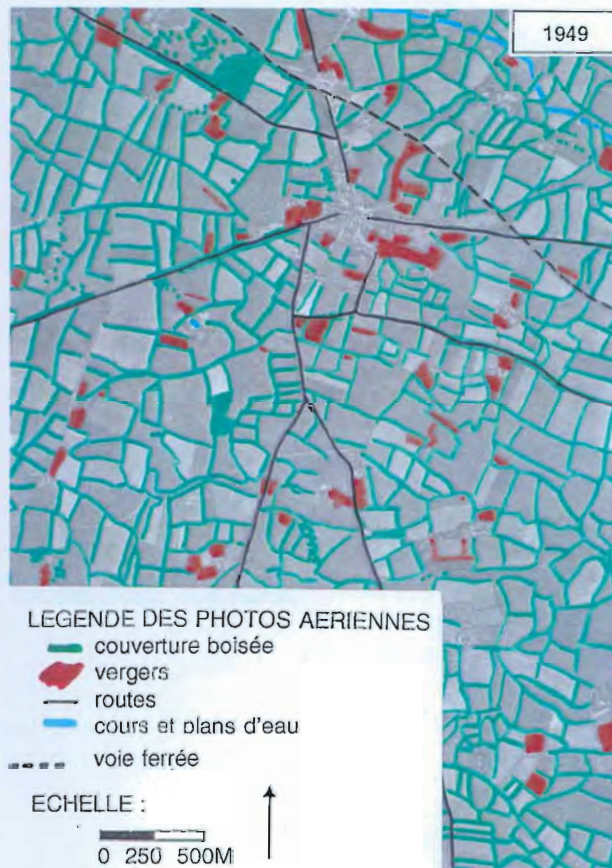 1949
LEGENDE DES PHOTOS AERIENNES
couverture boisée
vergers
routes
cours et plans d'eau
voie ferrée
ECHELLE :
0 250 500M